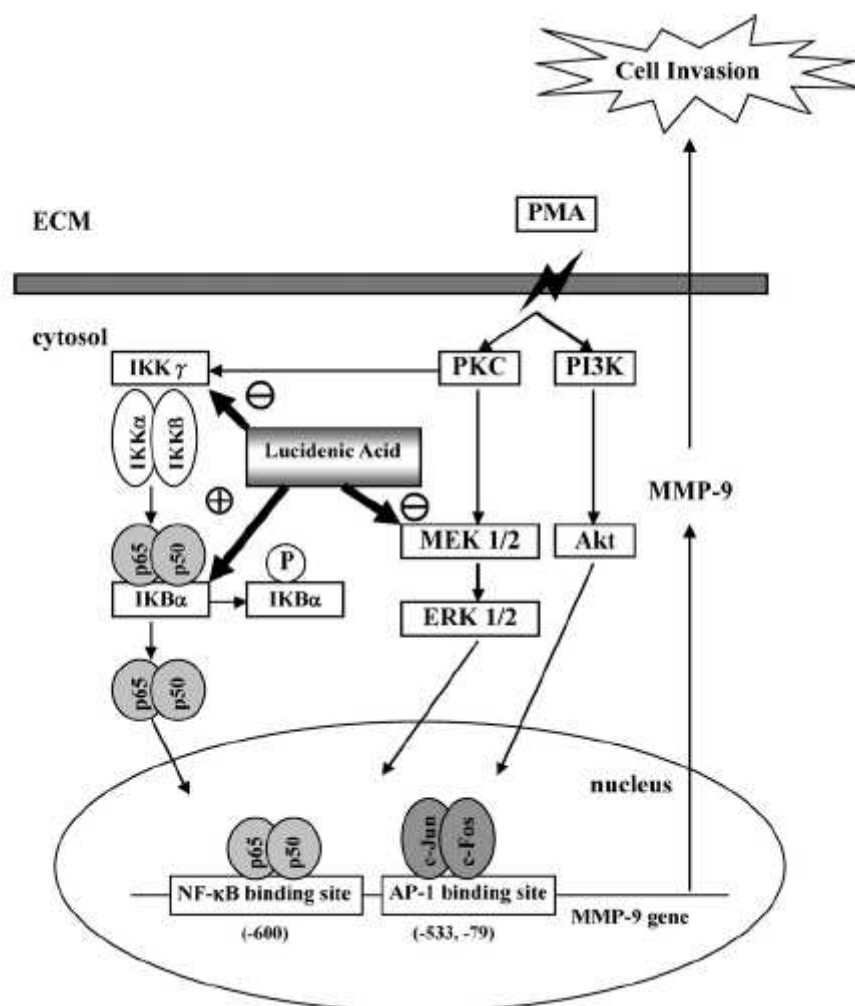 Cell Invasion
ECM
PMA
cytosol
IKK γ
PKC
PI3K
⊖
IKKα
IKKß
Lucidenic Acid
⊕
⊖
MMP-9
p65
p50
P
MEK 1/2
Akt
IKBα
IKBα
ERK 1/2
p65
p50
nucleus
p65
p50
c-Jun
c-Fos
NF-κB binding site
AP-1 binding site
MMP-9 gene
(-600)
(-533, -79)